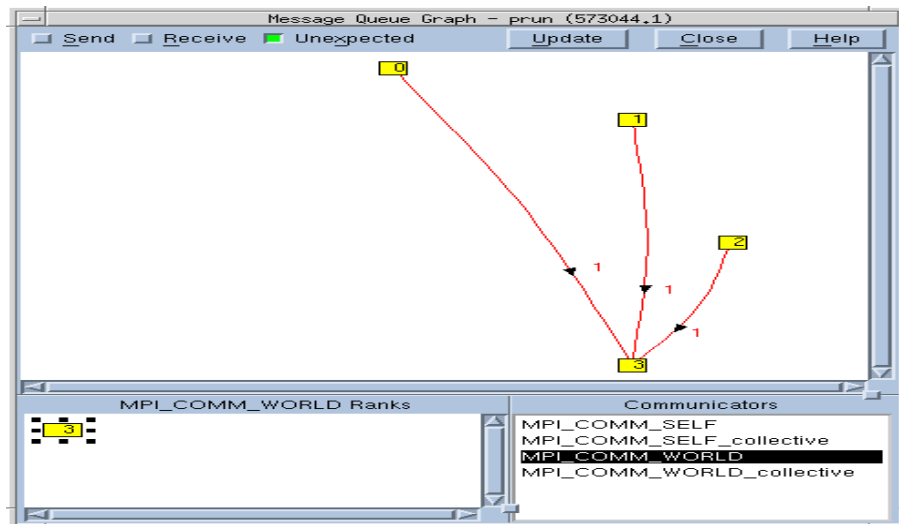 Message Queue Graph - prun (573044.1)
Send Receive Unexpected Update Close Help
0
1
2
1
1
1
3
MPI_COMM_WORLD Ranks
3
Communicators
MPI_COMM_SELF
MPI_COMM_SELF_collective
MPI_COMM_WORLD
MPI_COMM_WORLD_collective